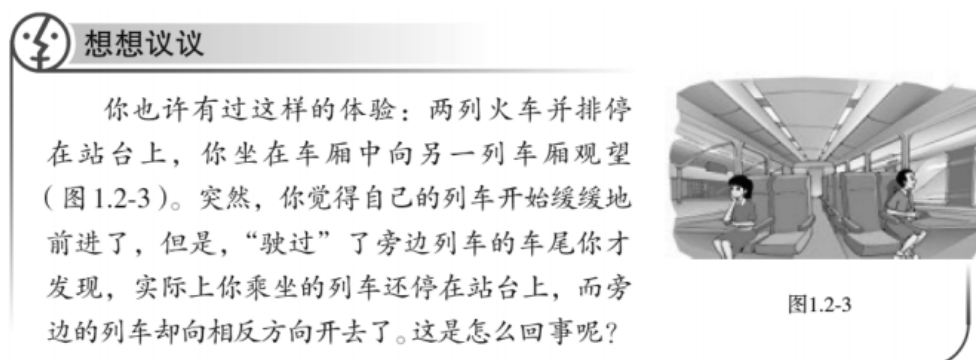 想想议议
你也许有过这样的体验：两列火车并排停
在站台上，你坐在车厢中向另一列车厢观望
（图1.2-3）。突然，你觉得自己的列车开始缓缓地
前进了，但是，“驶过”了旁边列车的车尾你才
发现，实际上你乘坐的列车还停在站台上，而旁
边的列车却向相反方向开去了。这是怎么回事呢？
图1.2-3